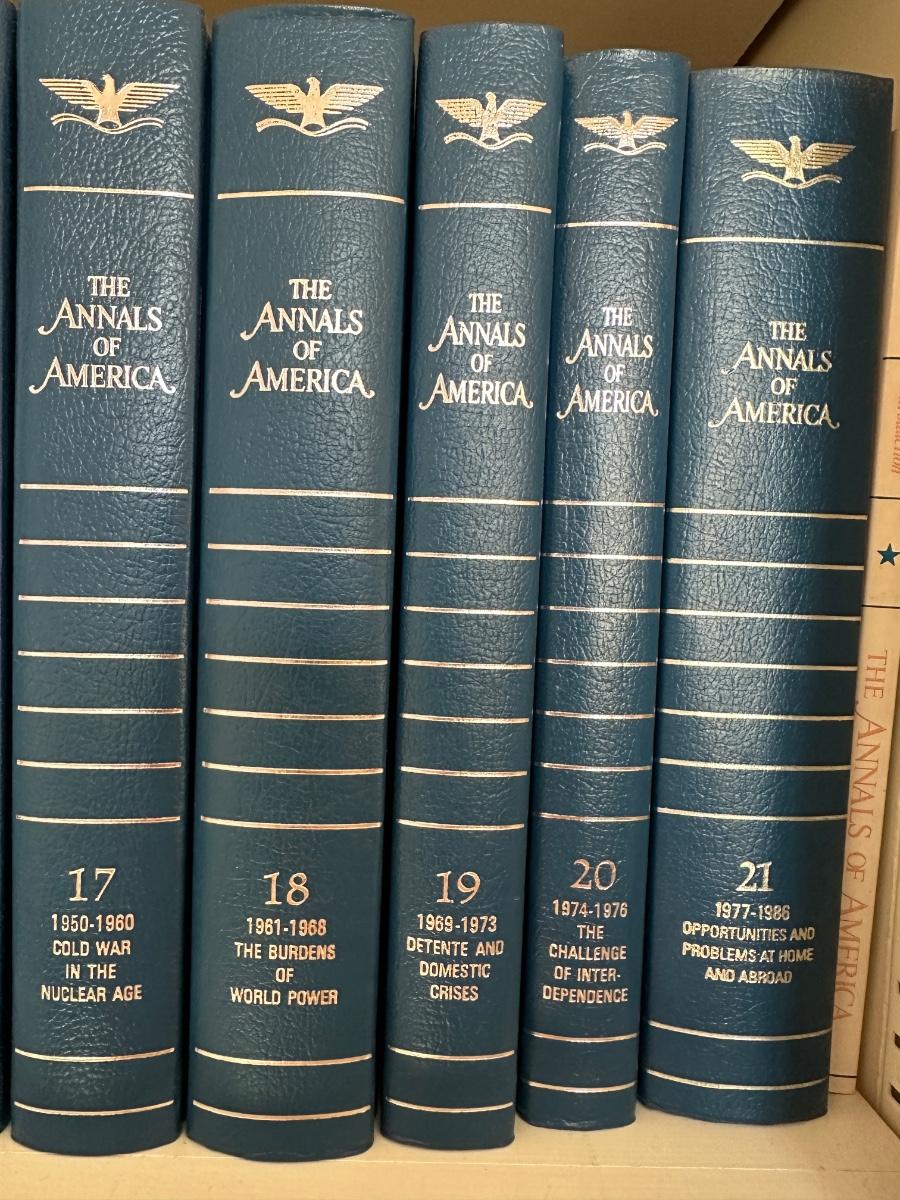 THE
ANNALS
OF
AMERICA
17
1950-1960
COLD WAR
IN THE
NUCLEAR AGE
THE
ANNALS
OF
AMERICA
18
1961-1968
THE BURDENS
OF
WORLD POWER
THE
ANNALS
OF
AMERICA
19
1969-1973
DETENTE AND
DOMESTIC
CRISES
THE
ANNALS
OF
AMERICA
20
1974-1976
THE
CHALLENGE
OF INTER-
DEPENDENCE
THE
ANNALS
OF
AMERICA
21
1977-1986
OPPORTUNITIES AND
PROBLEMS AT HOME
AND ABROAD
THE ANNALS OF AMERICA